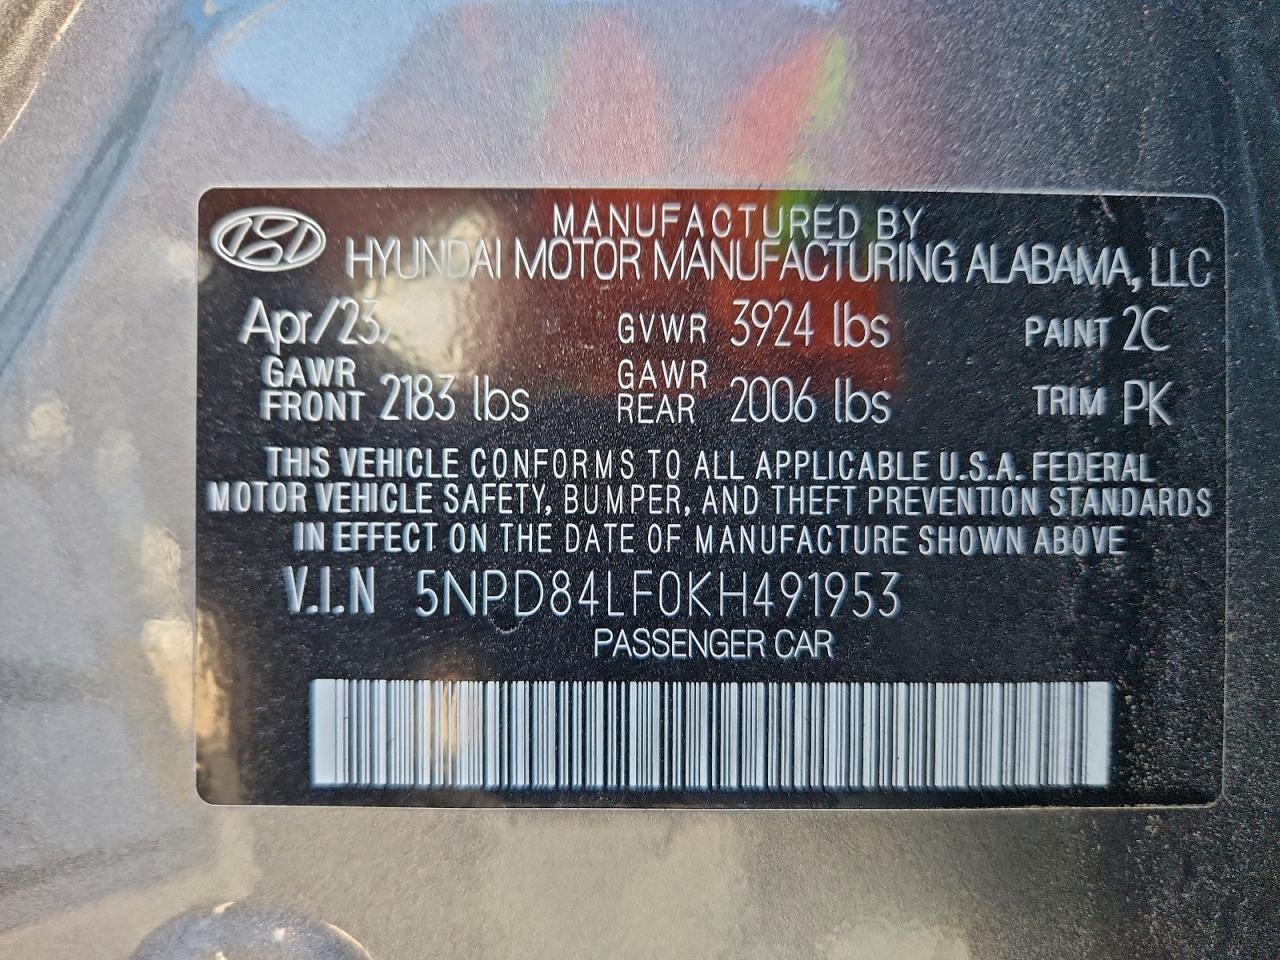 MANUFACTURED BY
HYUNDAI MOTOR MANUFACTURING ALABAMA, LLC
Apr/23/ GVWR 3924 lbs PAINT 2C
GAWR FRONT 2183 lbs GAWR REAR 2006 lbs TRIM PK
THIS VEHICLE CONFORMS TO ALL APPLICABLE U.S.A. FEDERAL
MOTOR VEHICLE SAFETY, BUMPER, AND THEFT PREVENTION STANDARDS
IN EFFECT ON THE DATE OF MANUFACTURE SHOWN ABOVE
V.I.N 5NPD84LF0KH491953
PASSENGER CAR